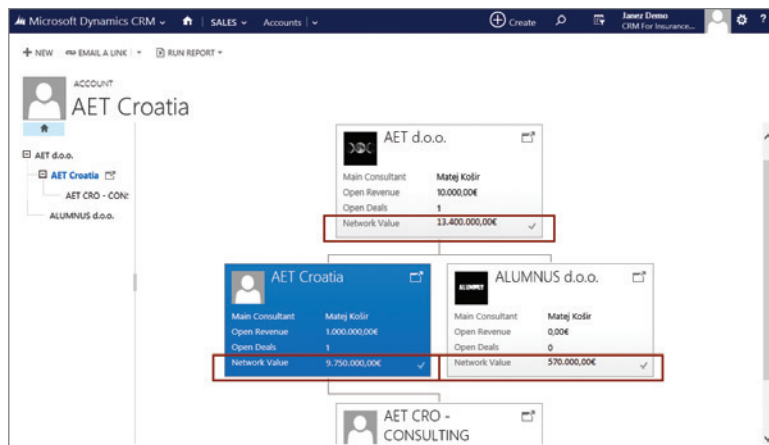 Microsoft Dynamics CRM SALES Accounts Create Janez Demo
CRM For Insurance... ?
NEW EMAIL A LINK RUN REPORT
ACCOUNT
AET Croatia
AET d.o.o.
AET Croatia
AET CRO - CON:
ALUMNUS d.o.o.
AET d.o.o.
Main Consultant Matej Košir
Open Revenue 10.000,00€
Open Deals 1
Network Value 13.400.000,00€
AET Croatia
Main Consultant Matej Košir
Open Revenue 1.000.000,00€
Open Deals 1
Network Value 9.750.000,00€
ALUMNUS
ALUMNUS d.o.o.
Main Consultant Matej Košir
Open Revenue 0,00€
Open Deals 0
Network Value 570.000,00€
AET CRO -
CONSULTING